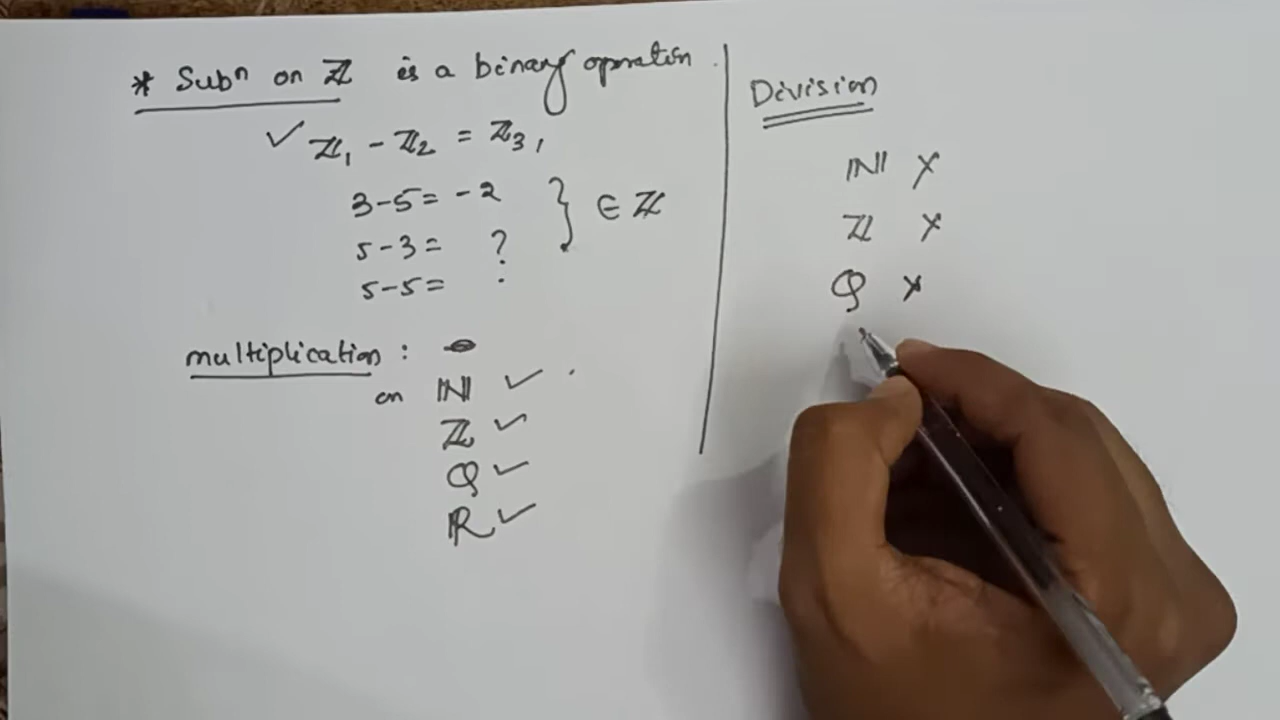 * Subⁿ on ℤ is a binary operation.
✓ ℤ₁ - ℤ₂ = ℤ₃,
3-5 = -2 } ∈ ℤ
5-3 = ?
5-5 = :
multiplication :
on ℕ ✓ .
ℤ ✓
ℚ ✓
ℝ ✓
Division
ℕ ✗
ℤ ✗
ℚ ✗